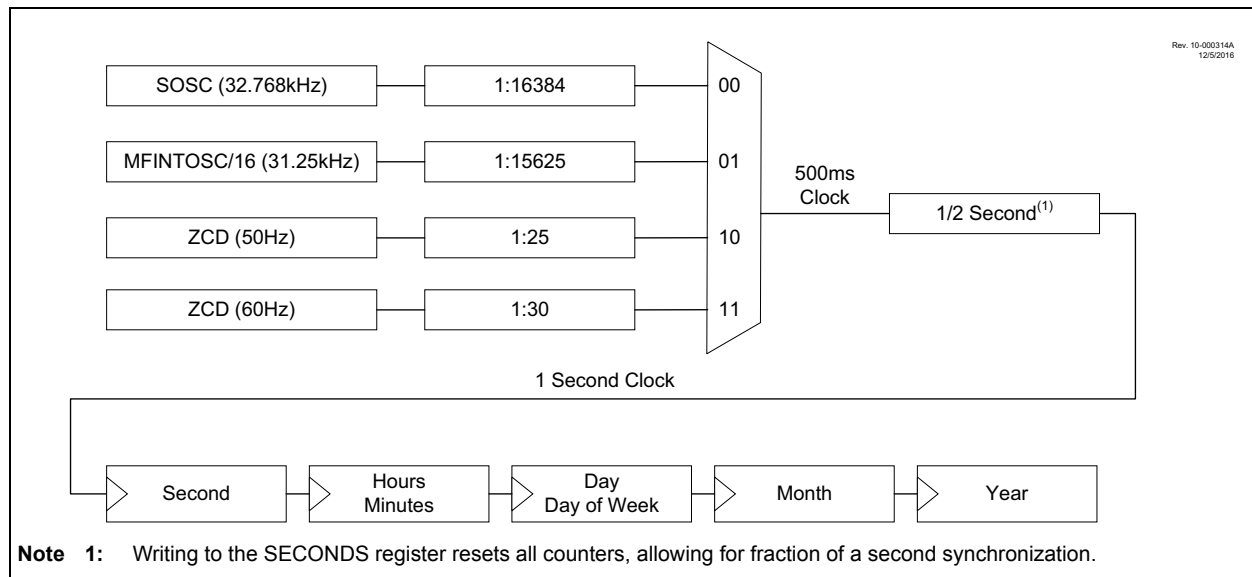 Rev. 10-000314A
12/5/2016
SOSC (32.768kHz)
1:16384
00
MFINTOSC/16 (31.25kHz)
1:15625
01
500ms
Clock
1/2 Second(1)
ZCD (50Hz)
1:25
10
ZCD (60Hz)
1:30
11
1 Second Clock
Second
Hours
Minutes
Day
Day of Week
Month
Year
Note 1: Writing to the SECONDS register resets all counters, allowing for fraction of a second synchronization.